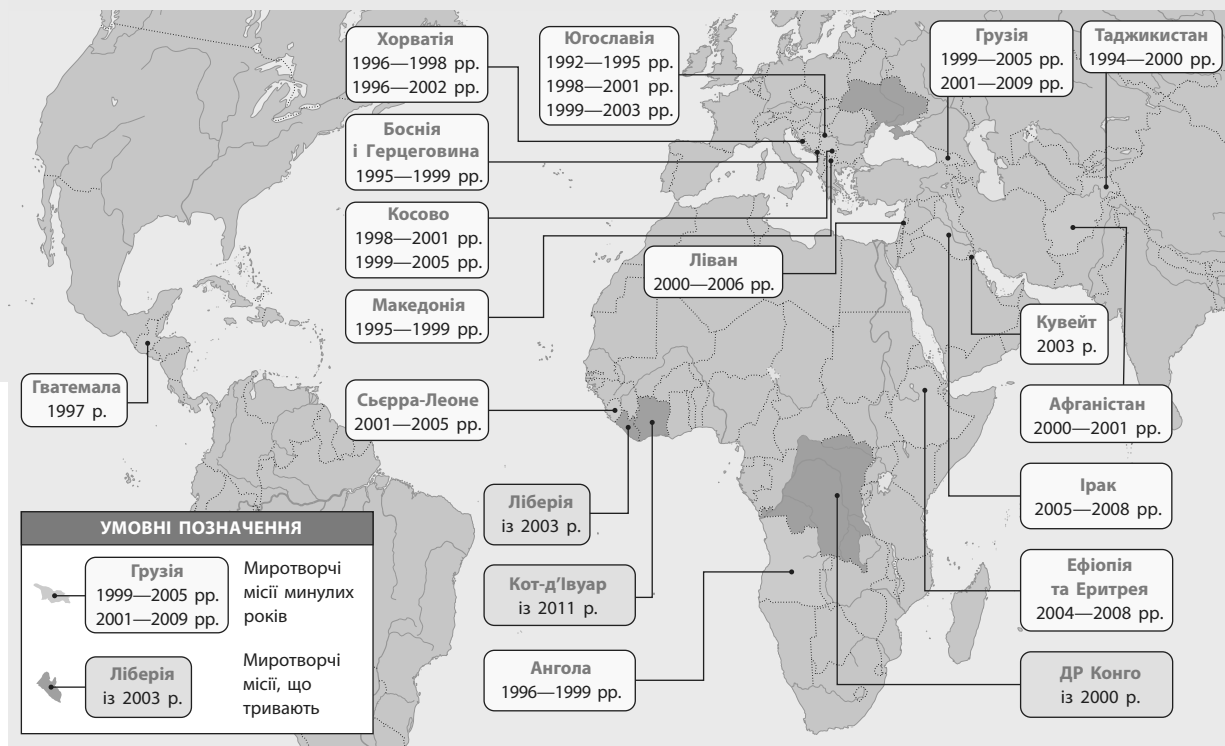 Хорватія
1996—1998 рр.
1996—2002 рр.
Югославія
1992—1995 рр.
1998—2001 рр.
1999—2003 рр.
Грузія
1999—2005 рр.
2001—2009 рр.
Таджикистан
1994—2000 рр.
Боснія
і Герцеговина
1995—1999 рр.
Косово
1998—2001 рр.
1999—2005 рр.
Ліван
2000—2006 рр.
Македонія
1995—1999 рр.
Кувейт
2003 р.
Гватемала
1997 р.
Сьєрра-Леоне
2001—2005 рр.
Афганістан
2000—2001 рр.
Ліберія
із 2003 р.
Ірак
2005—2008 рр.
Кот-д’Івуар
із 2011 р.
Ефіопія
та Еритрея
2004—2008 рр.
Ангола
1996—1999 рр.
ДР Конго
із 2000 р.
УМОВНІ ПОЗНАЧЕННЯ
Грузія
1999—2005 рр.
2001—2009 рр.
Миротворчі
місії минулих
років
Ліберія
із 2003 р.
Миротворчі
місії, що
тривають